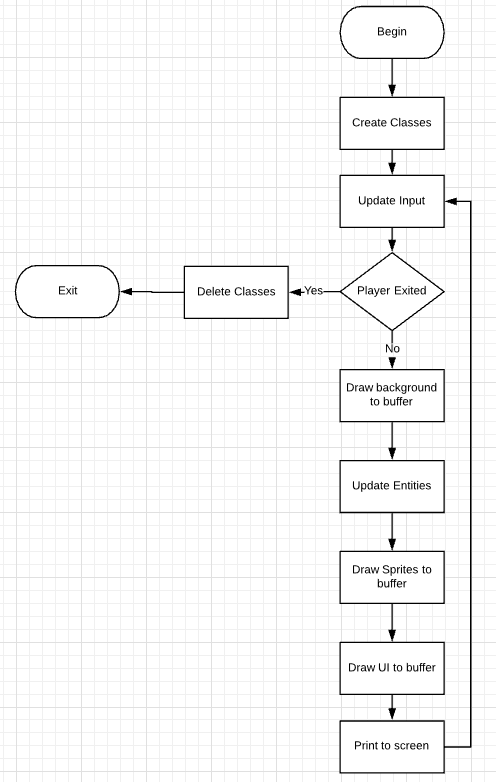 Begin
Create Classes
Update Input
Player Exited
Yes
Delete Classes
Exit
No
Draw background
to buffer
Update Entities
Draw Sprites to
buffer
Draw UI to buffer
Print to screen